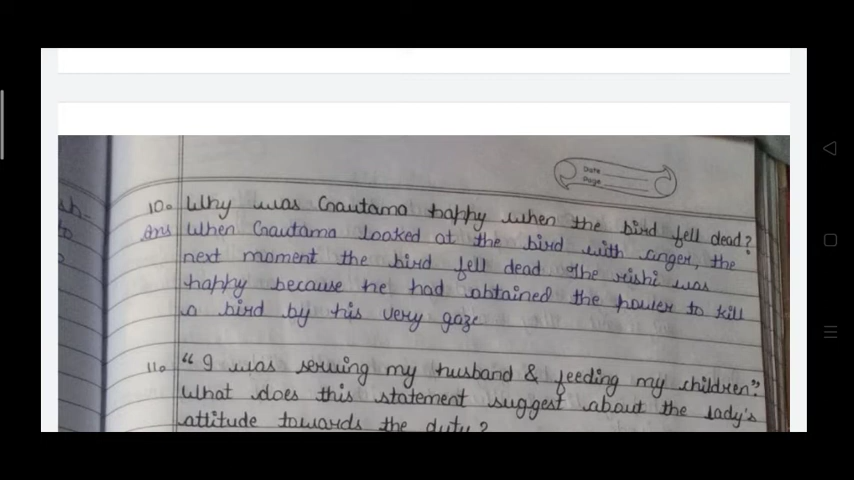 Date
Page
10. Why was Gautama happy when the bird fell dead?
Ans When Gautama looked at the bird with anger, the
next moment the bird fell dead. The rishi was
happy because he had obtained the power to kill
a bird by his very gaze
11. "I was serving my husband & feeding my children".
What does this statement suggest about the lady's
attitude towards the duty?